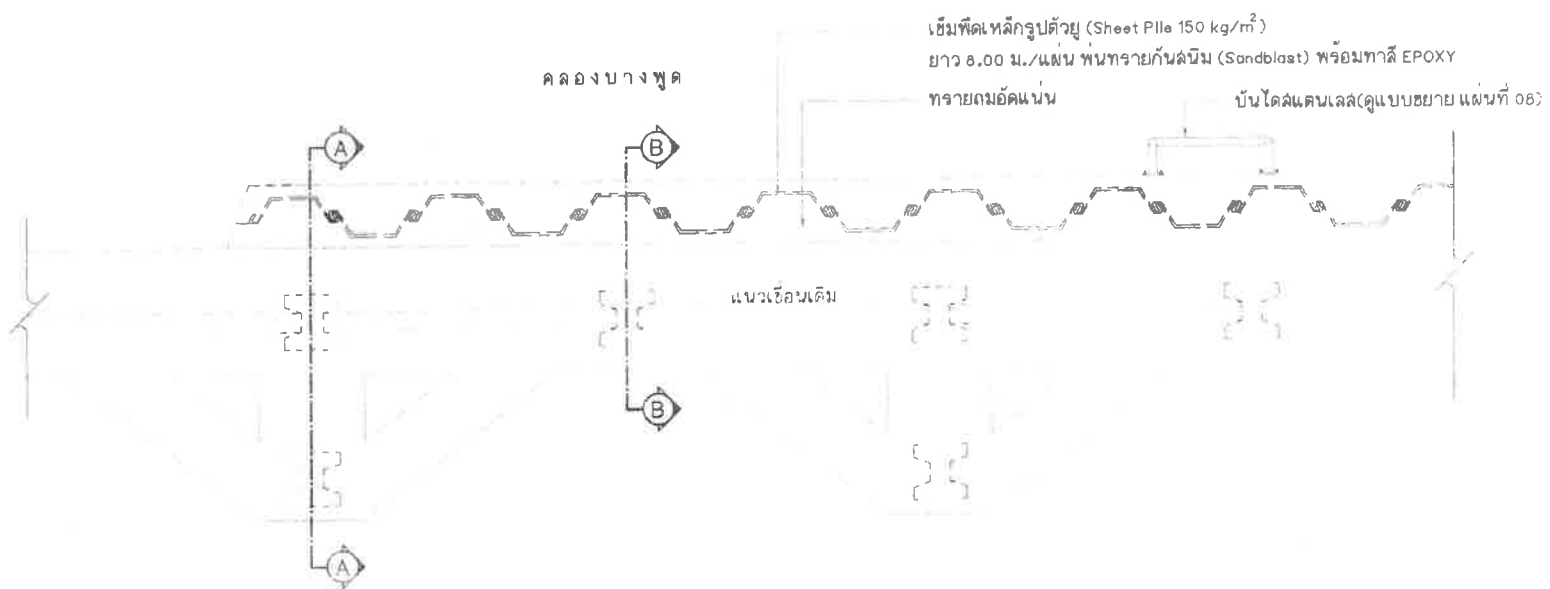 เข็มพืดเหล็กรูปตัวยู (Sheet Pile 150 kg/m²)
ยาว 8.00 ม./แผ่น พ่นทรายกันสนิม (Sandblast) พร้อมทาสี EPOXY
คลองบางพูด
ทรายถมอัดแน่น
บันไดสแตนเลส(ดูแบบขยาย แผ่นที่ 08)
A
B
แนวเขื่อนเดิม
B
A